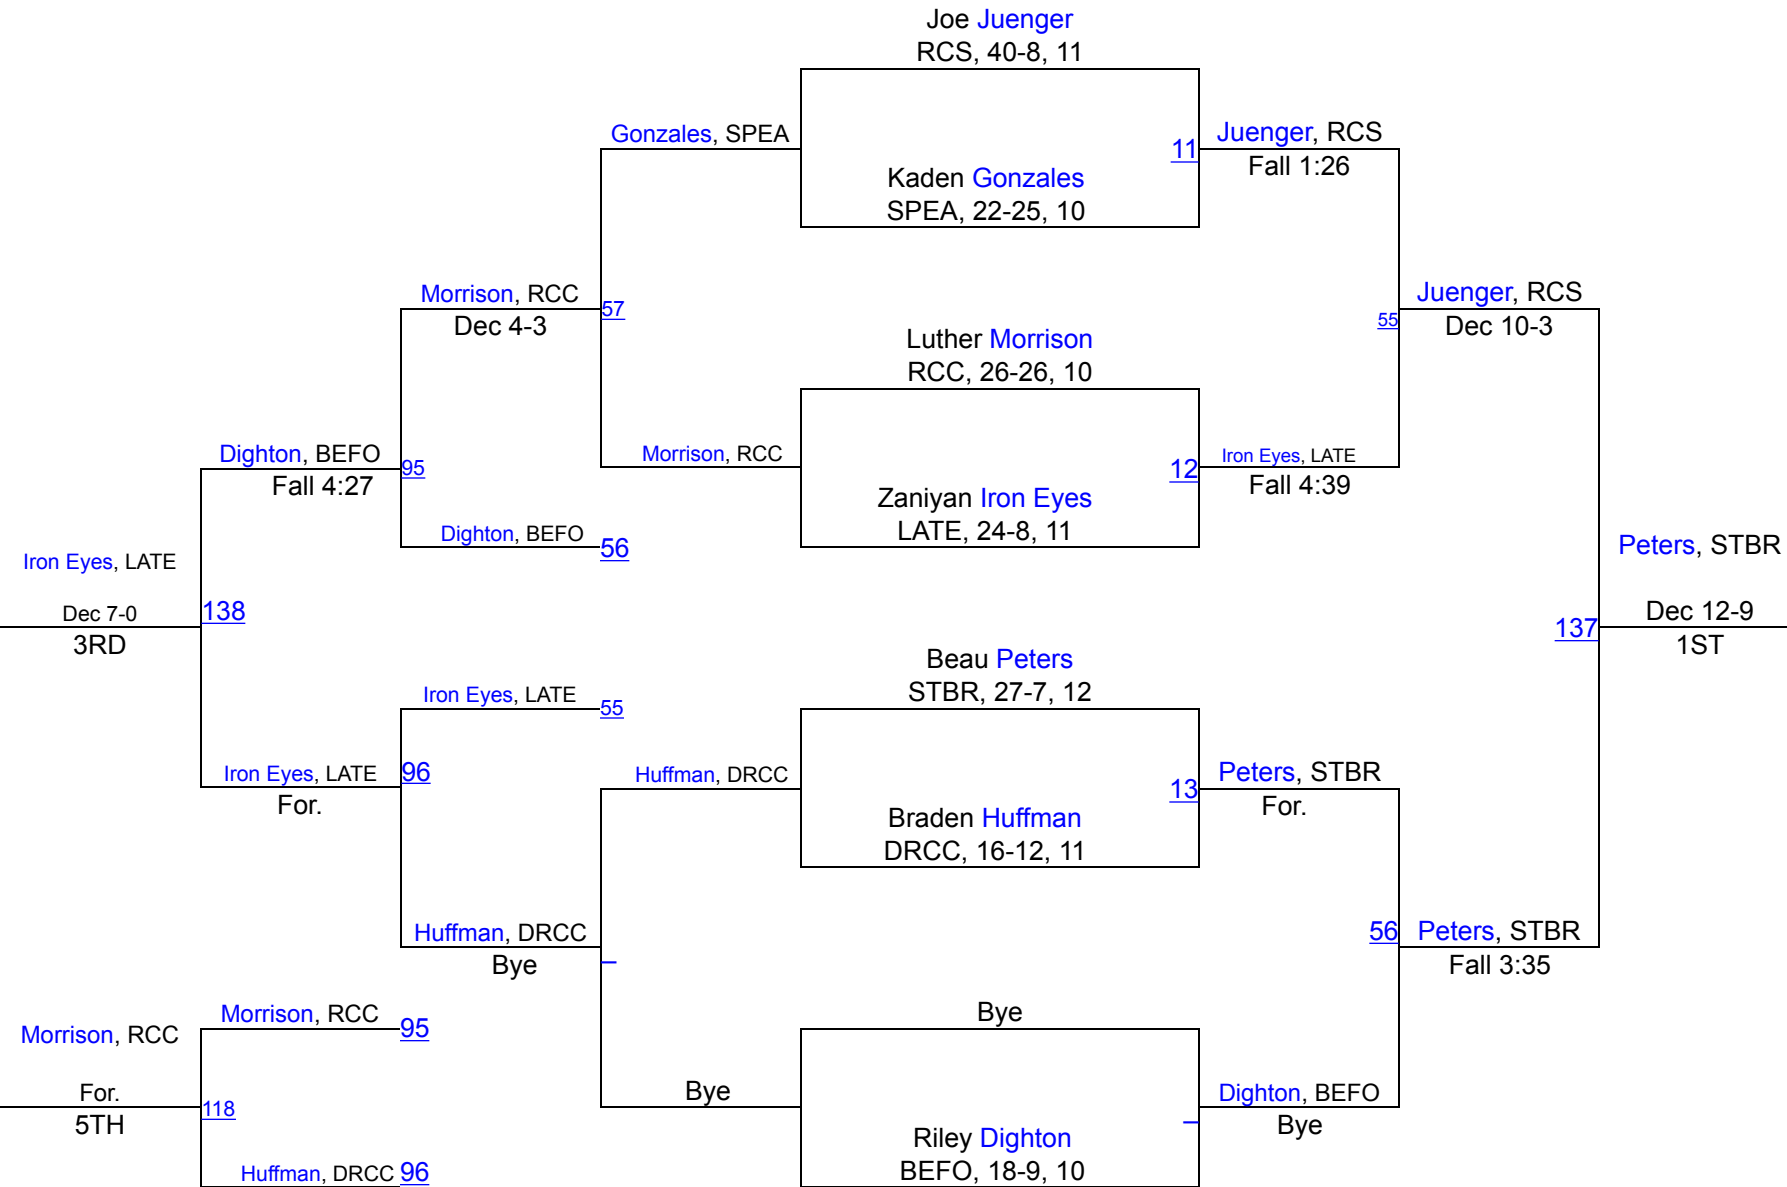 Joe Juenger
RCS, 40-8, 11
Gonzales, SPEA
11
Juenger, RCS
Fall 1:26
Kaden Gonzales
SPEA, 22-25, 10
Morrison, RCC
Dec 4-3
57
Juenger, RCS
Dec 10-3
55
Luther Morrison
RCC, 26-26, 10
Dighton, BEFO
Fall 4:27
95
Morrison, RCC
12
Iron Eyes, LATE
Fall 4:39
Zaniyan Iron Eyes
LATE, 24-8, 11
Dighton, BEFO
56
Iron Eyes, LATE
Dec 7-0
3RD
138
Peters, STBR
Dec 12-9
1ST
137
Beau Peters
STBR, 27-7, 12
Iron Eyes, LATE
55
Iron Eyes, LATE
For.
96
Huffman, DRCC
13
Peters, STBR
For.
Braden Huffman
DRCC, 16-12, 11
Huffman, DRCC
Bye
56
Peters, STBR
Fall 3:35
Morrison, RCC
For.
5TH
Morrison, RCC
95
118
Bye
Bye
Dighton, BEFO
Bye
Riley Dighton
BEFO, 18-9, 10
Huffman, DRCC
96